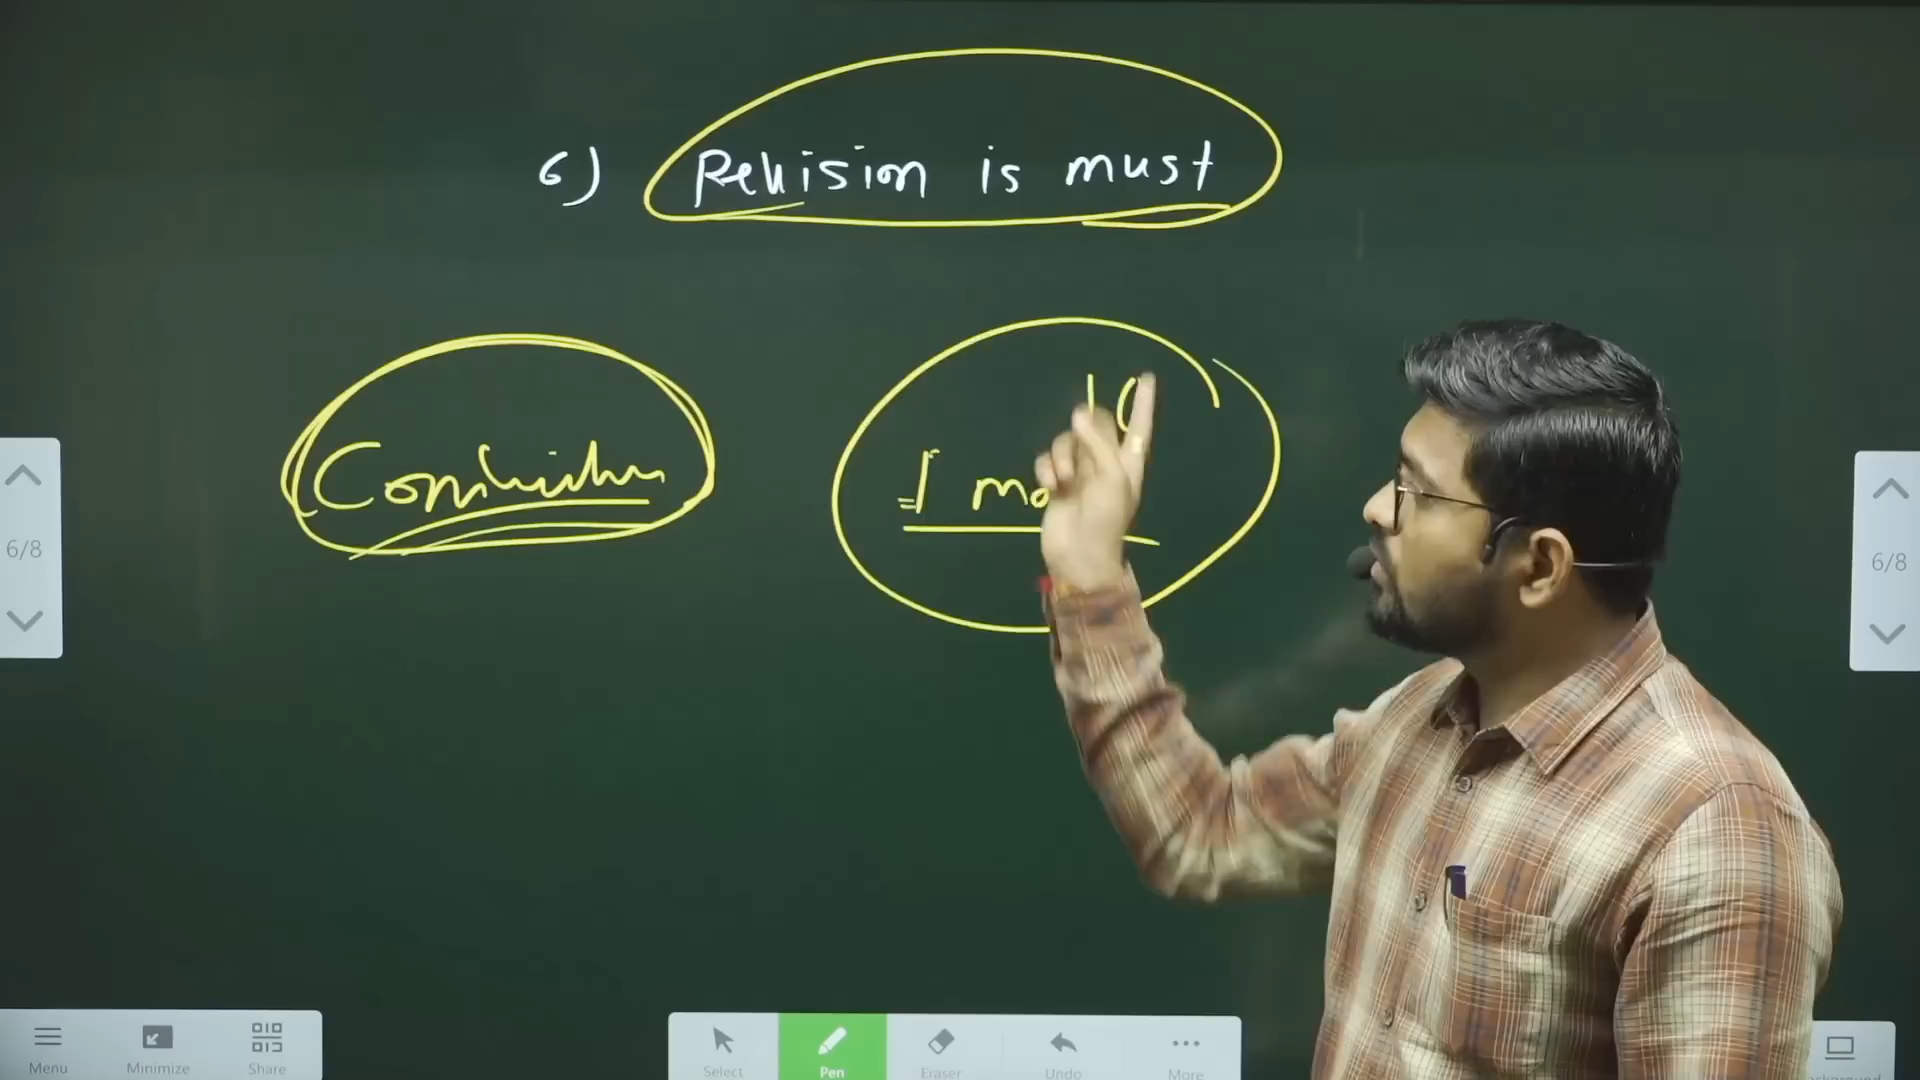 6) Revision is must
10
1 mo
6/8
6/8
Menu Minimize Share Select Pen Eraser Undo More